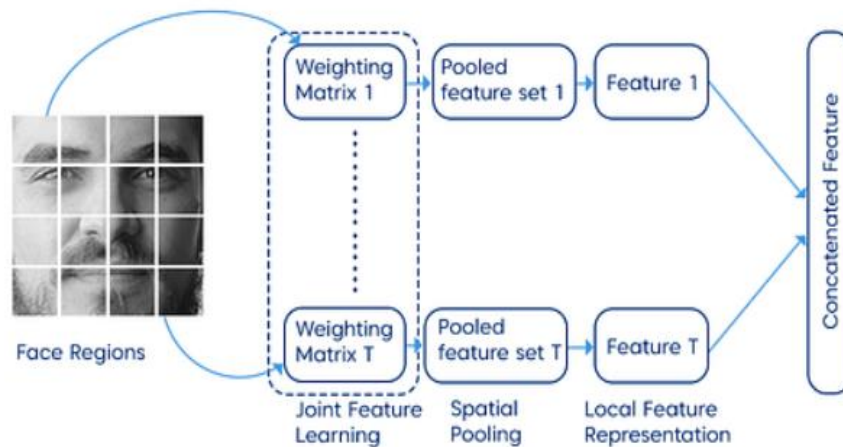 Weighting
Matrix 1
Pooled
feature set 1
Feature 1
Concatenated Feature
Face Regions
Weighting
Matrix T
Pooled
feature set T
Feature T
Joint Feature
Learning
Spatial
Pooling
Local Feature
Representation